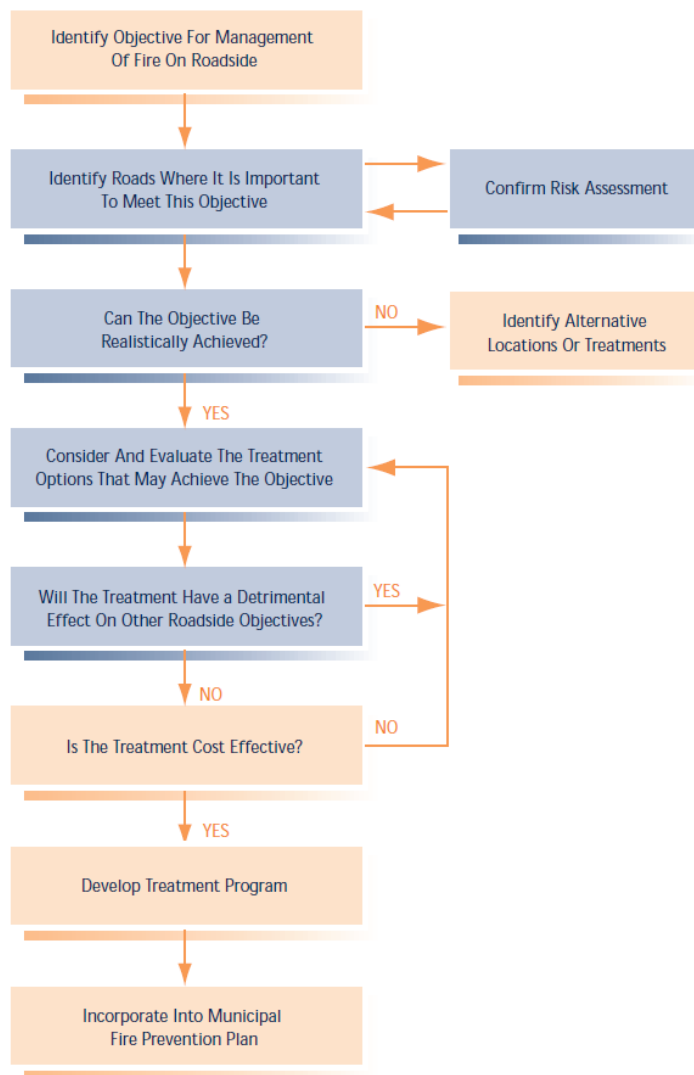 Identify Objective For Management
Of Fire On Roadside
Identify Roads Where It Is Important
To Meet This Objective
Confirm Risk Assessment
Can The Objective Be
Realistically Achieved?
NO
Identify Alternative
Locations Or Treatments
YES
Consider And Evaluate The Treatment
Options That May Achieve The Objective
Will The Treatment Have a Detrimental
Effect On Other Roadside Objectives?
YES
NO
Is The Treatment Cost Effective?
NO
YES
Develop Treatment Program
Incorporate Into Municipal
Fire Prevention Plan